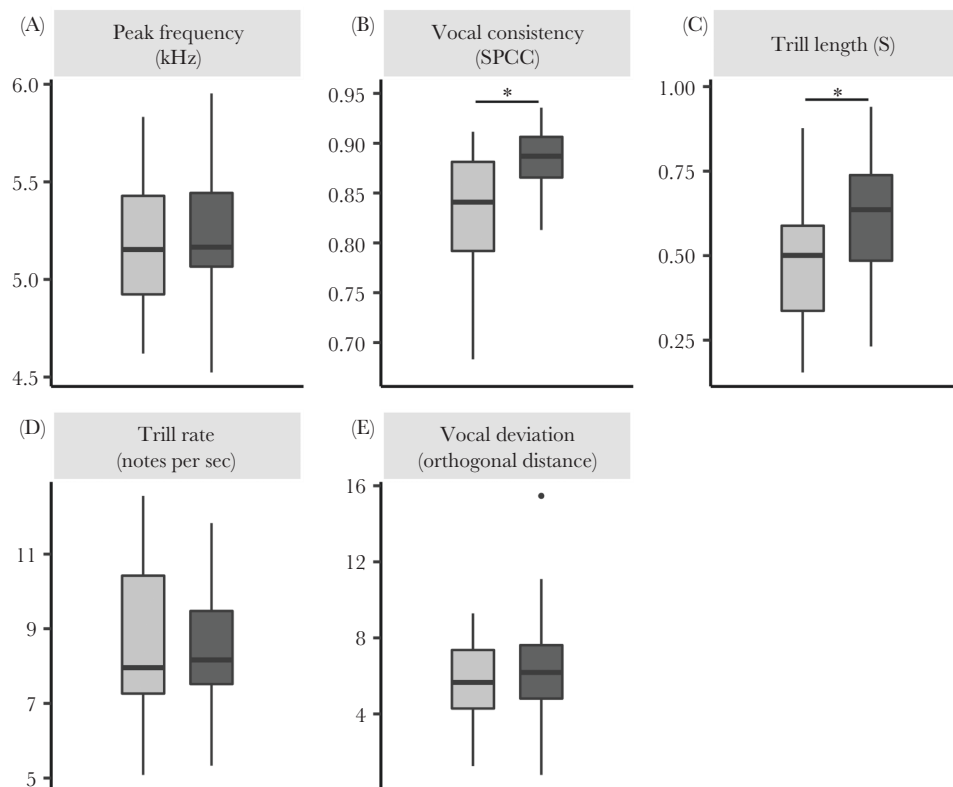 (A)
Peak frequency
(kHz)
6.0
5.5
5.0
4.5
(B)
Vocal consistency
(SPCC)
0.95
0.90
0.85
0.80
0.75
0.70
*
(C)
Trill length (S)
1.00
0.75
0.50
0.25
*
(D)
Trill rate
(notes per sec)
11
9
7
5
(E)
Vocal deviation
(orthogonal distance)
16
12
8
4